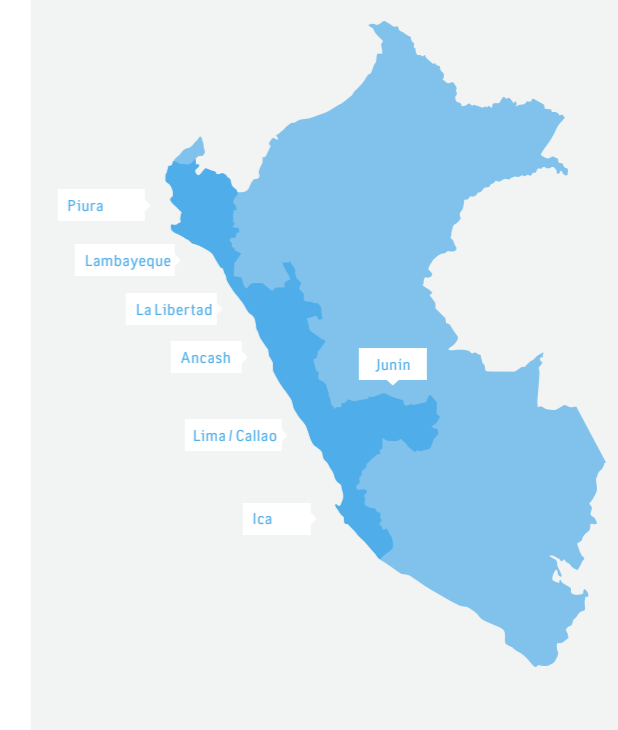 Piura
Lambayeque
La Libertad
Ancash
Junin
Lima / Callao
Ica